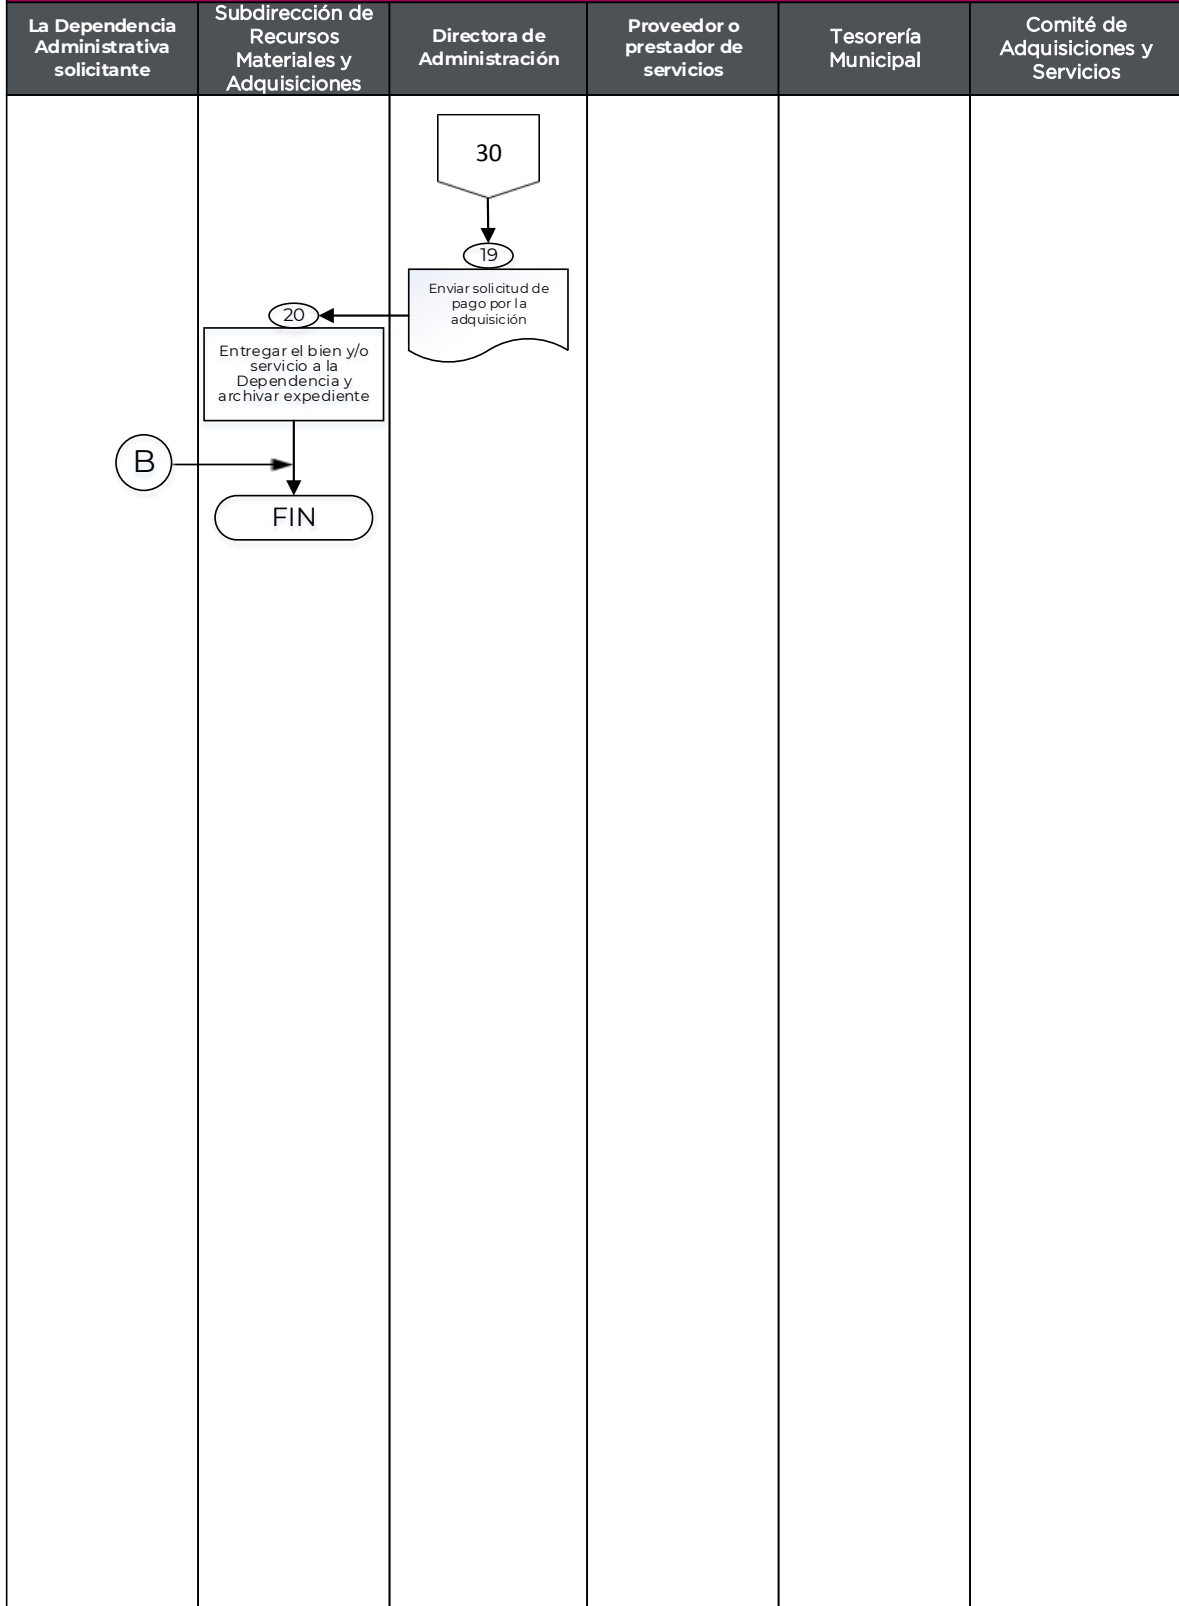 La Dependencia
Administrativa
solicitante
Subdirección de
Recursos
Materiales y
Adquisiciones
Directora de
Administración
Proveedor o
prestador de
servicios
Tesorería
Municipal
Comité de
Adquisiciones y
Servicios
30
19
Enviar solicitud de
pago por la
adquisición
20
Entregar el bien y/o
servicio a la
Dependencia y
archivar expediente
B
FIN